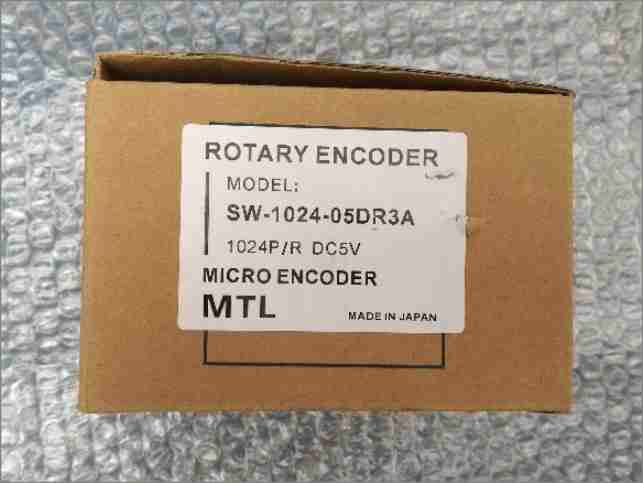 ROTARY ENCODER
MODEL:
SW-1024-05DR3A
1024P/R DC5V
MICRO ENCODER
MTL
MADE IN JAPAN